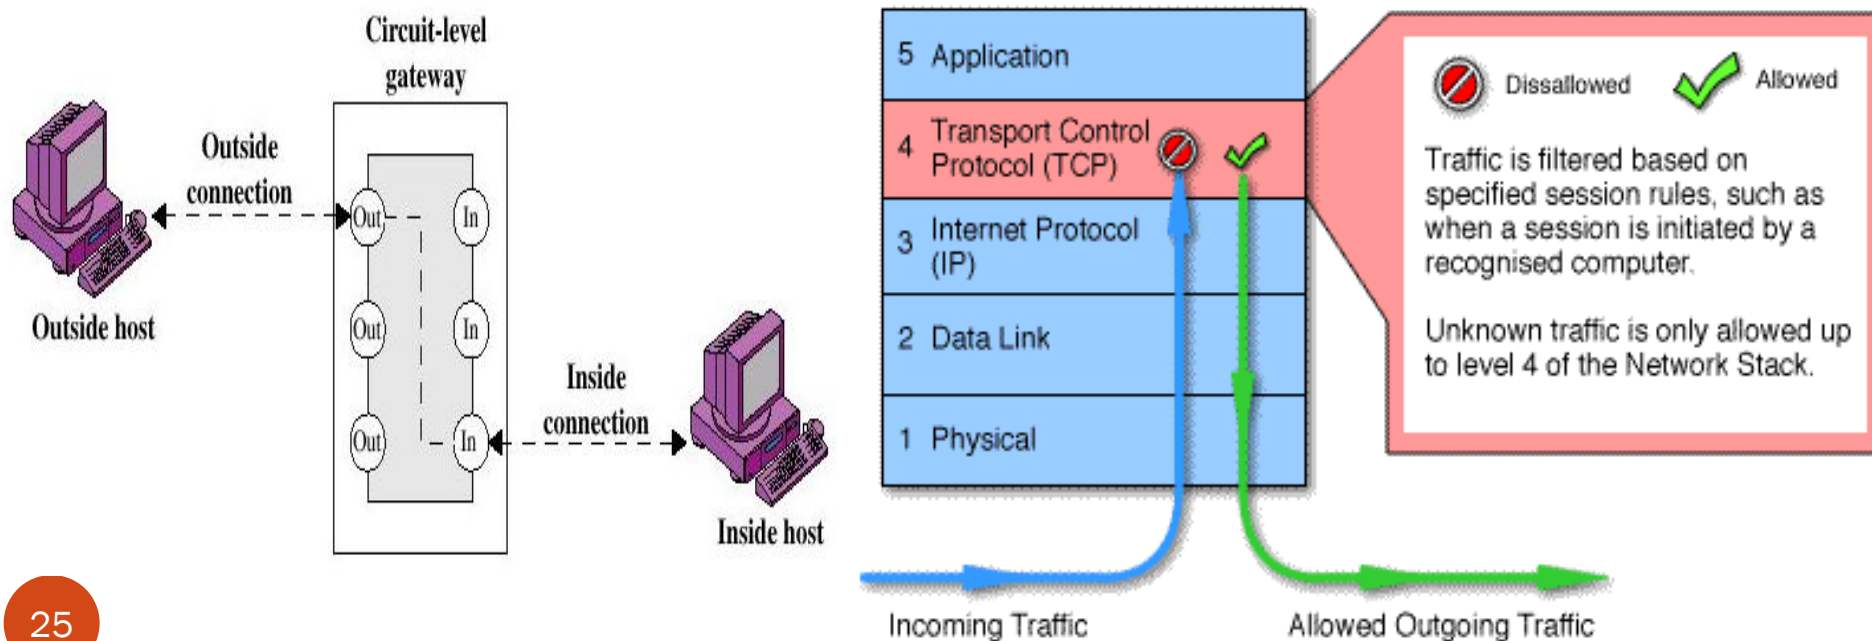 Circuit-level
gateway
Outside
connection
Out
In
Out
In
Out
In
Outside host
Inside
connection
Inside host
25
5 Application
4 Transport Control
Protocol (TCP)
3 Internet Protocol
(IP)
2 Data Link
1 Physical
Incoming Traffic
Allowed Outgoing Traffic
Dissallowed
Allowed
Traffic is filtered based on
specified session rules, such as
when a session is initiated by a
recognised computer.
Unknown traffic is only allowed up
to level 4 of the Network Stack.